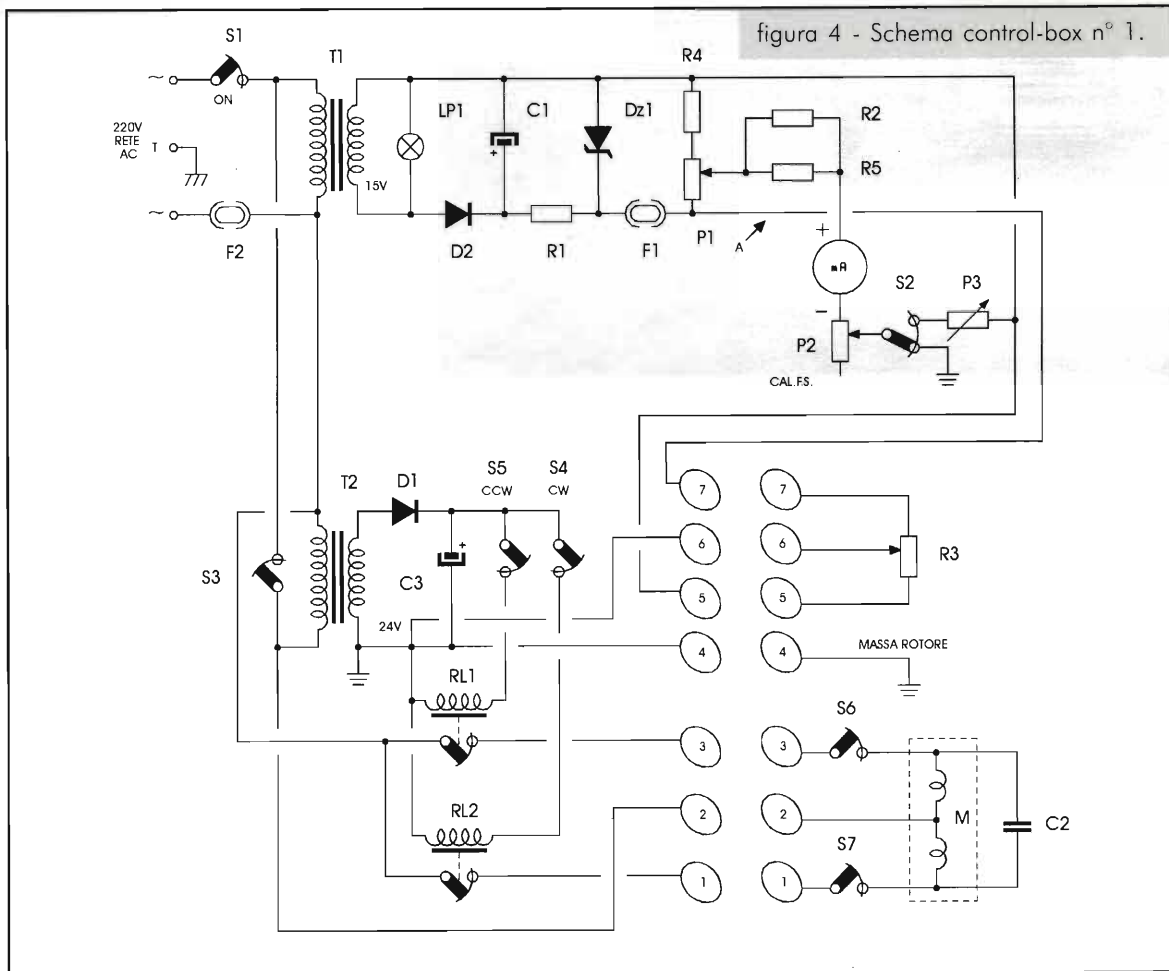 figura 4 - Schema control-box n° 1.
S1
T1
R4
~
ON
LP1
C1
Dz1
R2
220V
RETE
AC
T
+
R5
15V
~
F2
D2
R1
F1
P1
A
+
mA
S2
P3
−
P2
CAL.F.S.
T2
D1
S5
CCW
S4
CW
7
7
+
6
6
R3
S3
C3
5
5
24V
4
4
MASSA ROTORE
RL1
S6
3
3
RL2
2
2
M
C2
S7
1
1